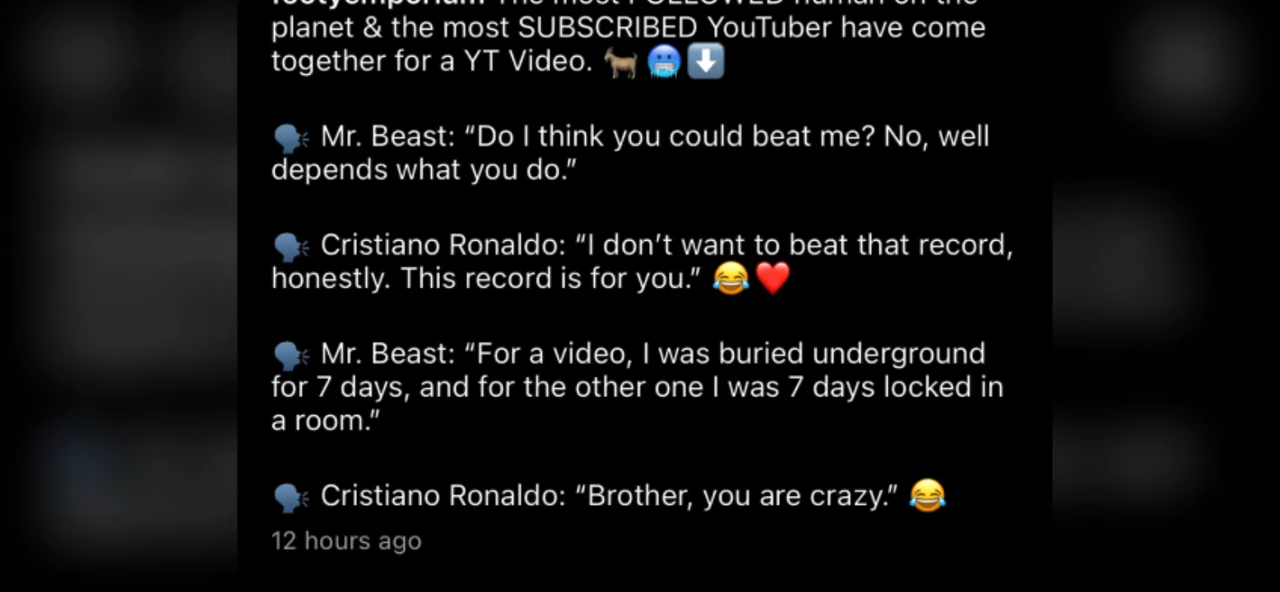 planet & the most SUBSCRIBED YouTuber have come
together for a YT Video. 🐐 🥶 ⬇️
🗣️ Mr. Beast: “Do I think you could beat me? No, well
depends what you do.”
🗣️ Cristiano Ronaldo: “I don’t want to beat that record,
honestly. This record is for you.” 😂 ❤️
🗣️ Mr. Beast: “For a video, I was buried underground
for 7 days, and for the other one I was 7 days locked in
a room.”
🗣️ Cristiano Ronaldo: “Brother, you are crazy.” 😂
12 hours ago